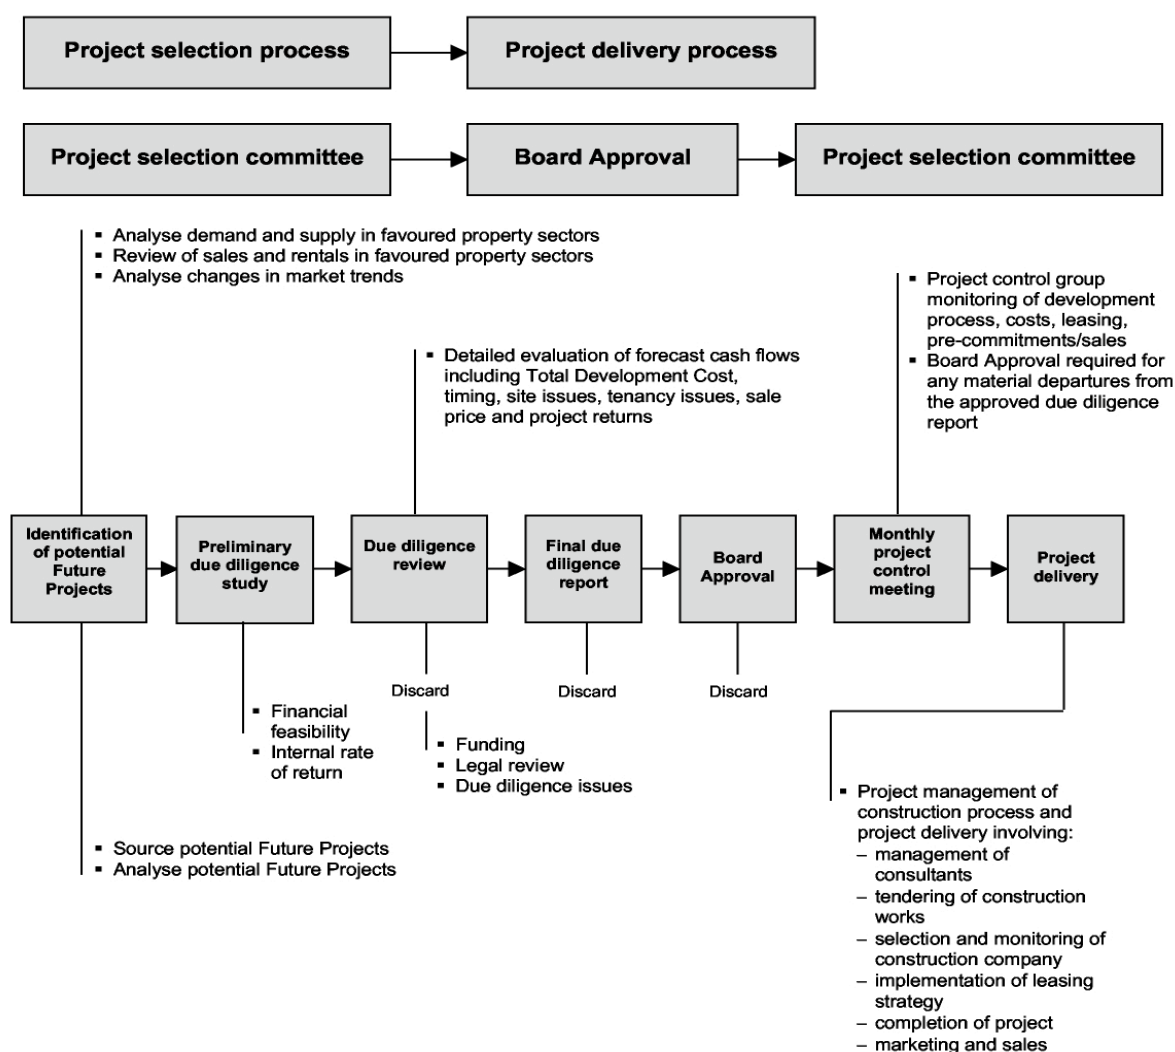 Project selection process
Project delivery process
Project selection committee
Board Approval
Project selection committee
▪ Analyse demand and supply in favoured property sectors
▪ Review of sales and rentals in favoured property sectors
▪ Analyse changes in market trends
▪ Project control group
monitoring of development
process, costs, leasing,
pre-commitments/sales
▪ Board Approval required for
any material departures from
the approved due diligence
report
▪ Detailed evaluation of forecast cash flows
including Total Development Cost,
timing, site issues, tenancy issues, sale
price and project returns
Identification
of potential
Future
Projects
Preliminary
due diligence
study
Due diligence
review
Final due
diligence
report
Board
Approval
Monthly
project
control
meeting
Project
delivery
Discard
Discard
Discard
▪ Financial
feasibility
▪ Internal rate
of return
▪ Funding
▪ Legal review
▪ Due diligence issues
▪ Source potential Future Projects
▪ Analyse potential Future Projects
▪ Project management of
construction process and
project delivery involving:
– management of
consultants
– tendering of construction
works
– selection and monitoring of
construction company
– implementation of leasing
strategy
– completion of project
– marketing and sales